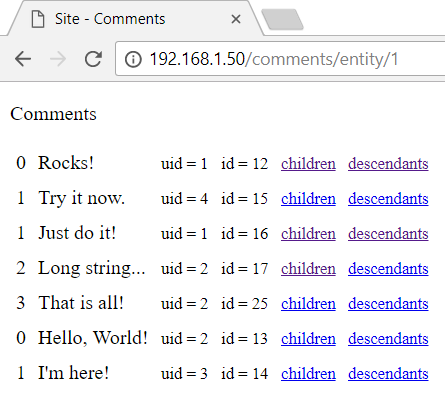 Site - Comments
192.168.1.50/comments/entity/1
Comments
0 Rocks! uid = 1 id = 12 children descendants
1 Try it now. uid = 4 id = 15 children descendants
1 Just do it! uid = 1 id = 16 children descendants
2 Long string... uid = 2 id = 17 children descendants
3 That is all! uid = 2 id = 25 children descendants
0 Hello, World! uid = 2 id = 13 children descendants
1 I'm here! uid = 3 id = 14 children descendants